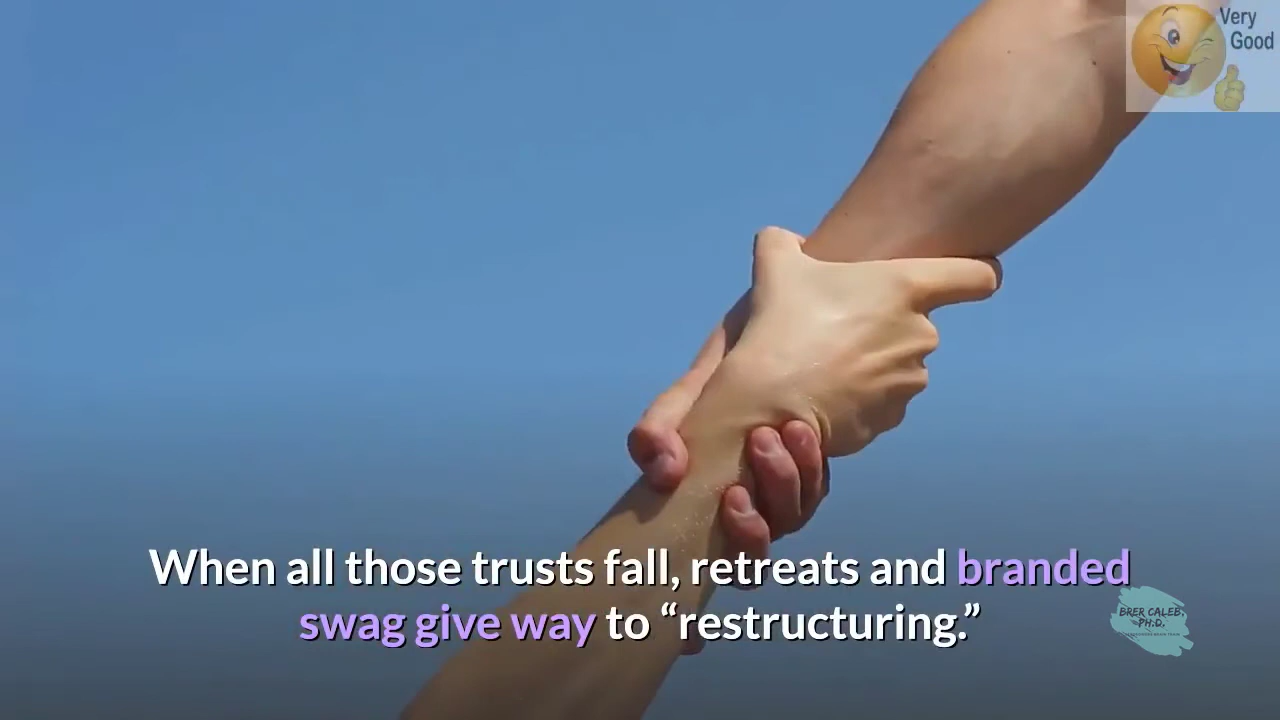 Very
Good
When all those trusts fall, retreats and branded
swag give way to “restructuring.”
BRER CALEB,
PH.D.